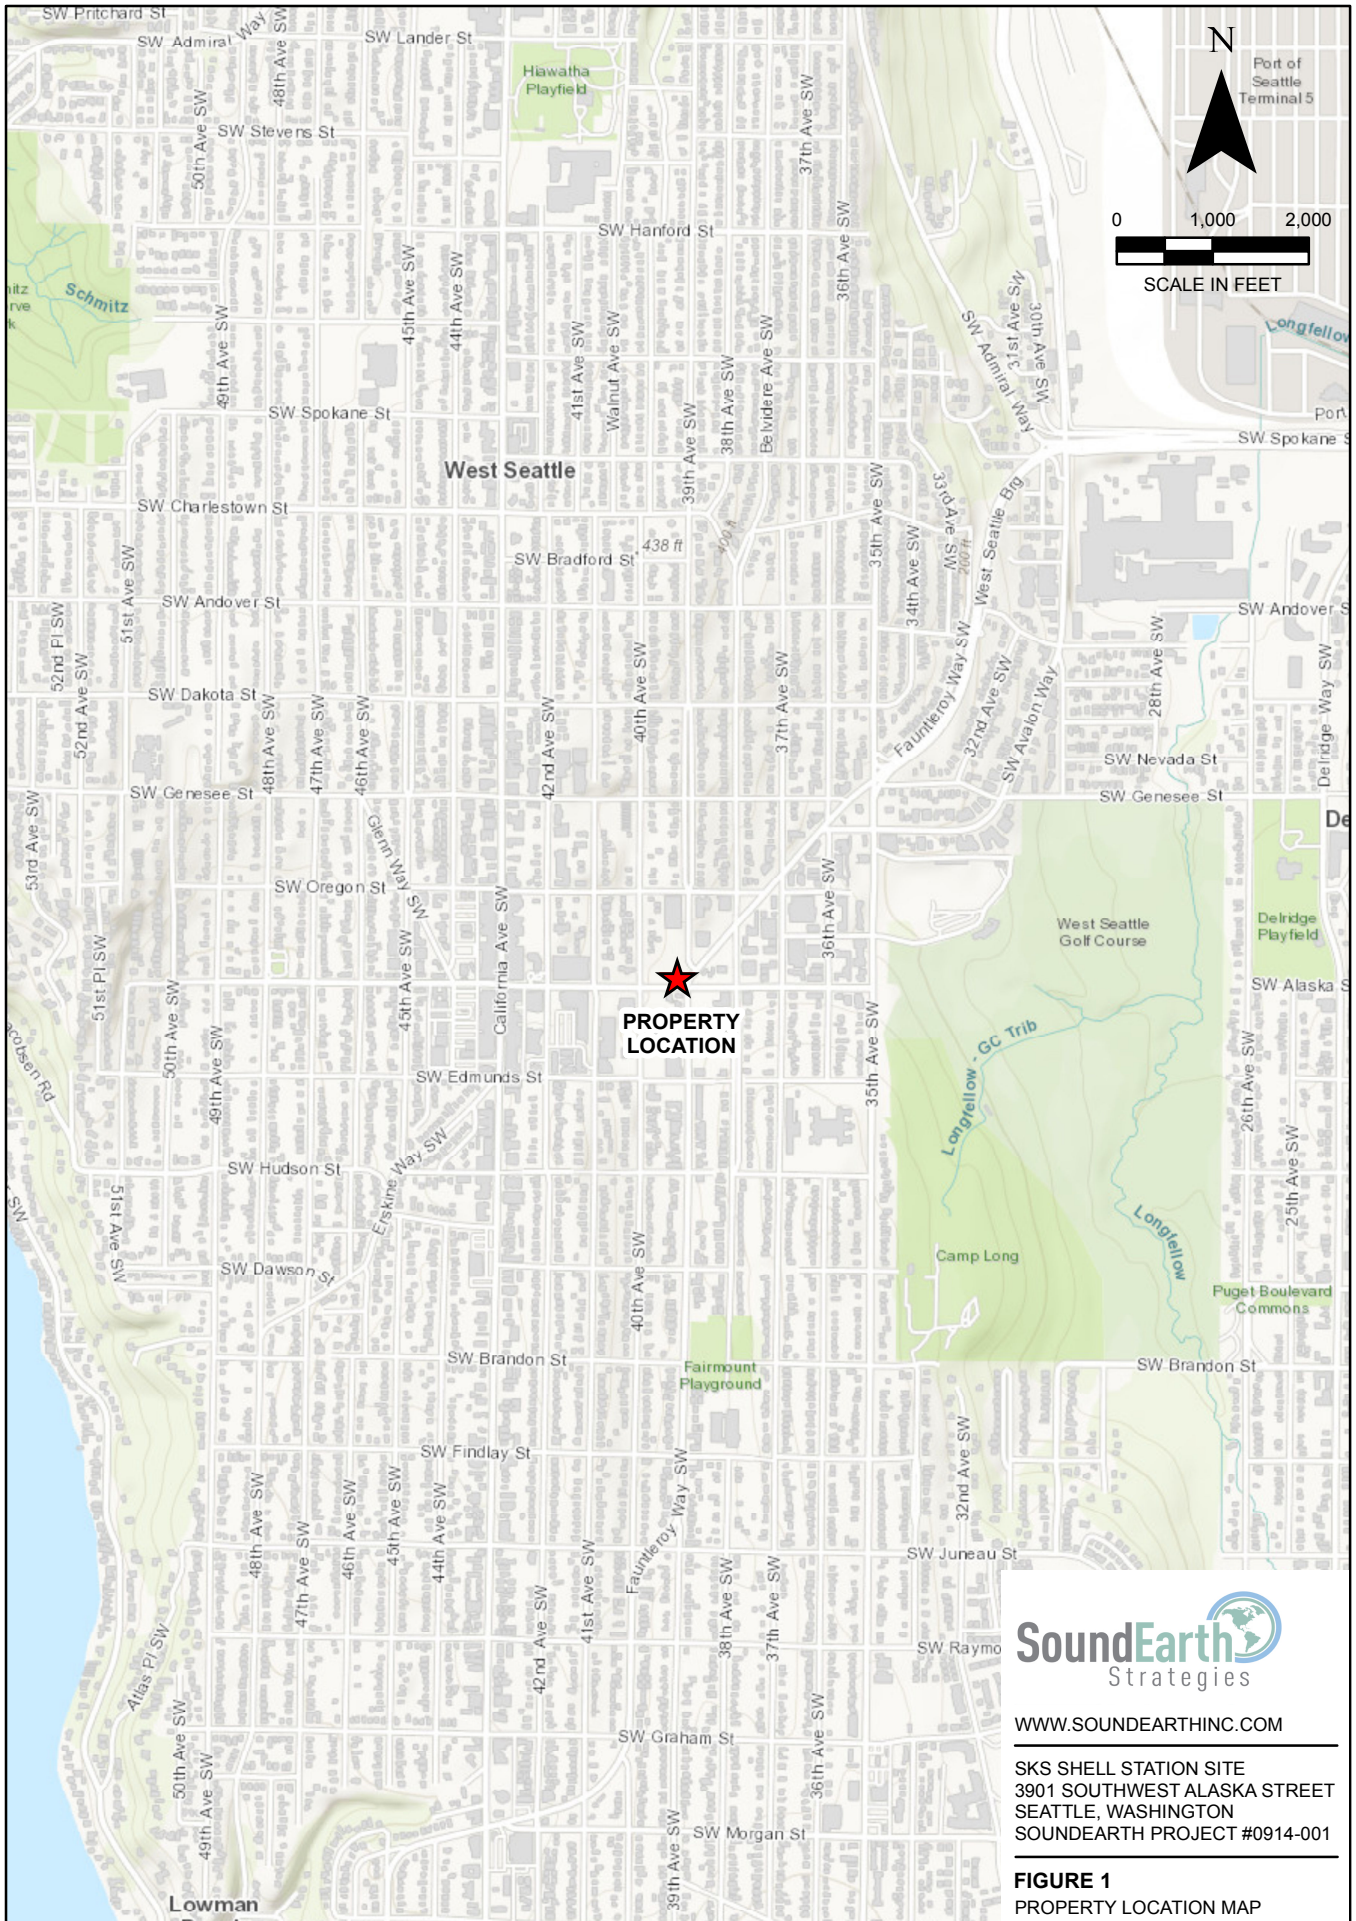 SW Pritchard St
SW Admiral Way
48th Ave SW
SW Lander St
Hiawatha
Playfield
37th Ave SW
N
Port of
Seattle
Terminal 5
50th Ave SW
SW Stevens St
0 1,000 2,000
SCALE IN FEET
SW Hanford St
36th Ave SW
45th Ave SW
44th Ave SW
Schmitz
49th Ave SW
41st Ave SW
Walnut Ave SW
38th Ave SW
Belvidere Ave SW
SW Admiral Way
31st Ave SW
30th Ave SW
Longfellow
SW Spokane St
39th Ave SW
Port
SW Spokane S
West Seattle
SW Charlestown St
35th Ave SW
33rd Ave SW
West Seattle Brg
SW Bradford St
438 ft
400 ft
200 ft
34th Ave SW
51st Ave SW
SW Andover St
SW Andover S
52nd Pl SW
52nd Ave SW
40th Ave SW
37th Ave SW
Fauntleroy Way SW
32nd Ave SW
SW Avalon Way
28th Ave SW
Delridge Way SW
SW Dakota St
48th Ave SW
47th Ave SW
46th Ave SW
42nd Ave SW
SW Nevada St
SW Genesee St
SW Genesee St
De
53rd Ave SW
Glenn Way SW
SW Oregon St
California Ave SW
36th Ave SW
West Seattle
Golf Course
Delridge
Playfield
51st Pl SW
50th Ave SW
45th Ave SW
SW Alaska S
PROPERTY
LOCATION
35th Ave SW
Longfellow - GC Trib
acobsen Rd
49th Ave SW
SW Edmunds St
26th Ave SW
25th Ave SW
SW Hudson St
Erskine Way SW
51st Ave SW
SW
SW Dawson St
40th Ave SW
Camp Long
Longfellow
Puget Boulevard
Commons
SW Brandon St
Fairmount
Playground
SW Brandon St
SW Findlay St
Fauntleroy Way SW
32nd Ave SW
48th Ave SW
47th Ave SW
46th Ave SW
45th Ave SW
44th Ave SW
42nd Ave SW
41st Ave SW
38th Ave SW
37th Ave SW
SW Juneau St
SW Raymo
Atlas Pl SW
50th Ave SW
49th Ave SW
SW Graham St
36th Ave SW
39th Ave SW
SW Morgan St
Lowman
SoundEarth
Strategies
WWW.SOUNDEARTHINC.COM
SKS SHELL STATION SITE
3901 SOUTHWEST ALASKA STREET
SEATTLE, WASHINGTON
SOUNDEARTH PROJECT #0914-001
FIGURE 1
PROPERTY LOCATION MAP